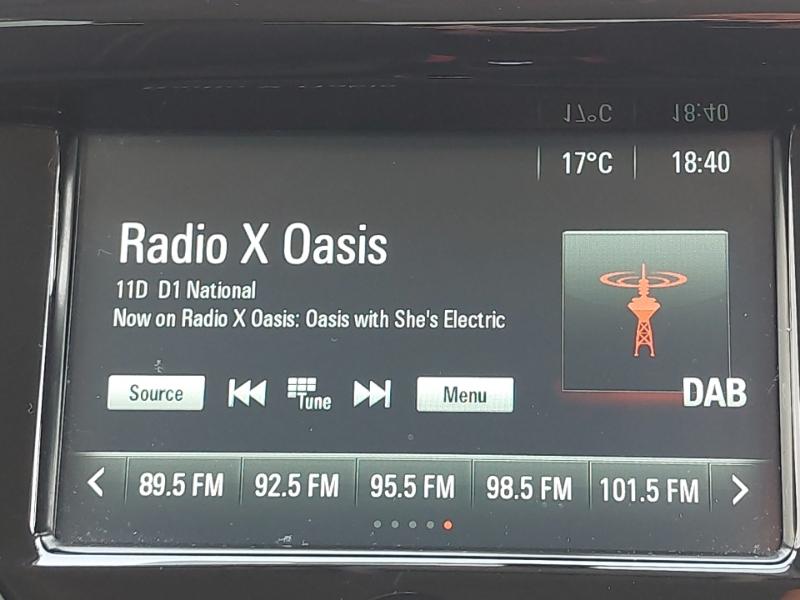 17°C 18:40
Radio X Oasis
11D D1 National
Now on Radio X Oasis: Oasis with She's Electric
Source Tune Menu
DAB
89.5 FM 92.5 FM 95.5 FM 98.5 FM 101.5 FM